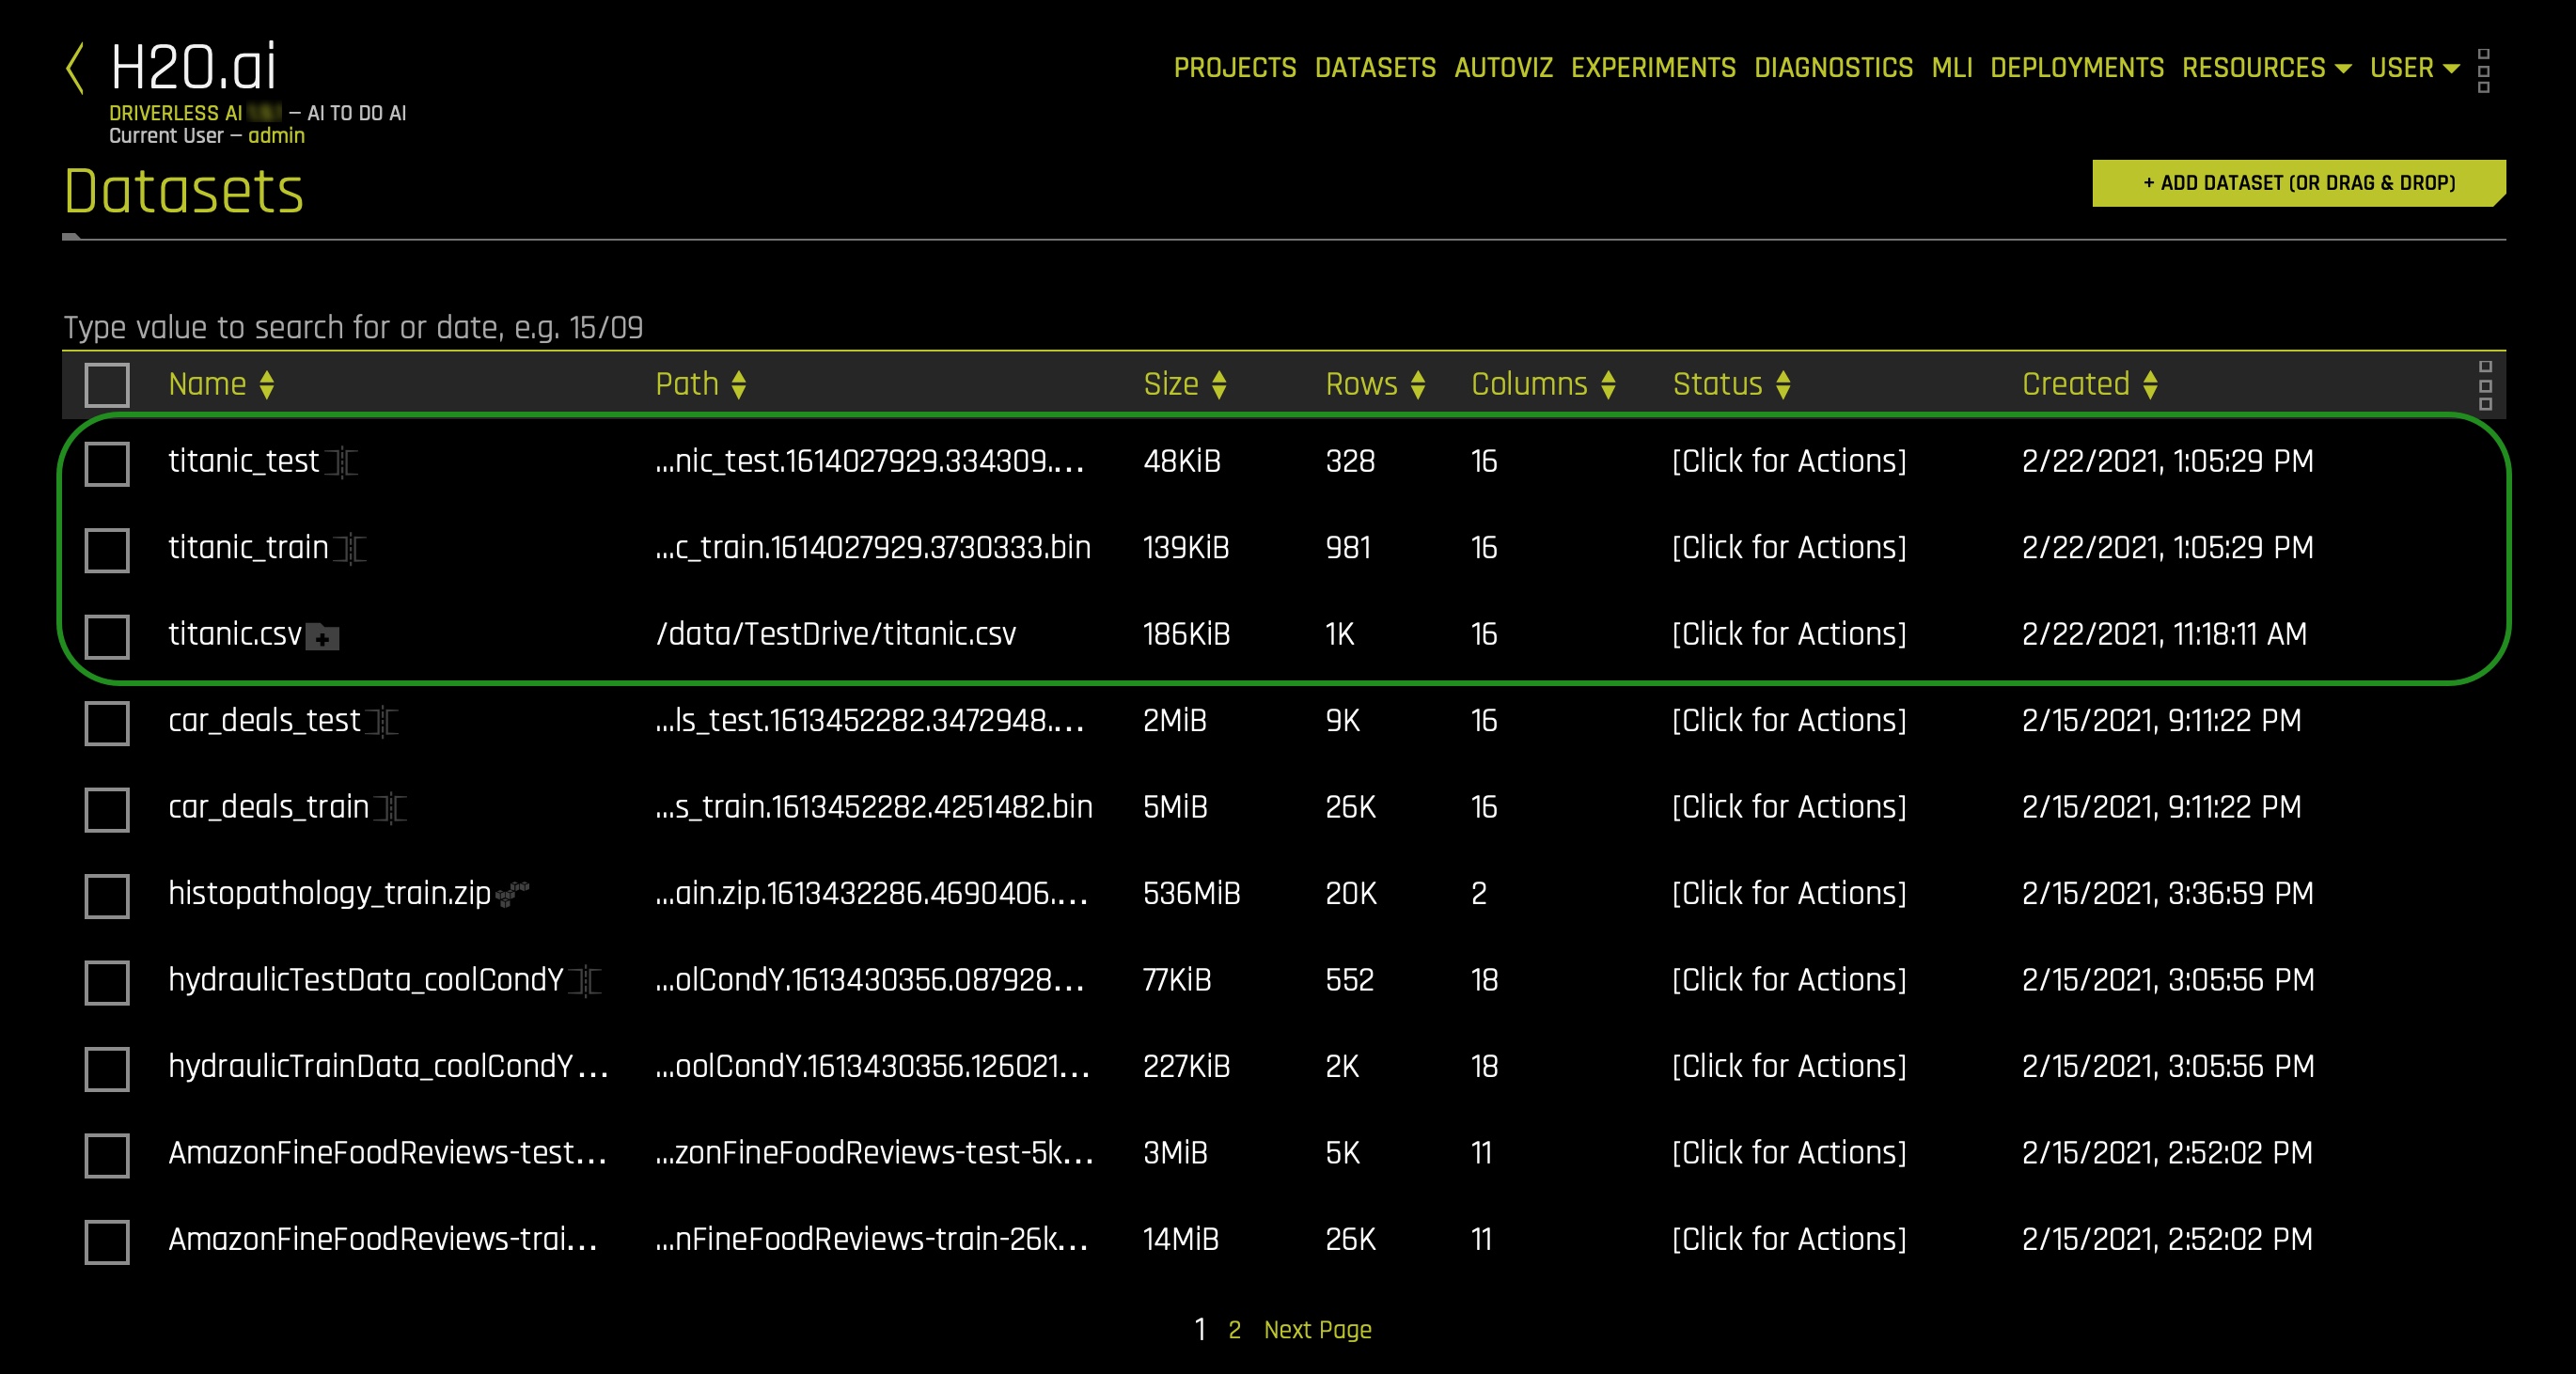 H2O.ai
PROJECTS DATASETS AUTOVIZ EXPERIMENTS DIAGNOSTICS MLI DEPLOYMENTS RESOURCES USER
DRIVERLESS AI — AI TO DO AI
Current User — admin
Datasets
+ ADD DATASET (OR DRAG & DROP)
Type value to search for or date, e.g. 15/09
Name Path Size Rows Columns Status Created
titanic_test ...nic_test.1614027929.334309.... 48KiB 328 16 [Click for Actions] 2/22/2021, 1:05:29 PM
titanic_train ...c_train.1614027929.3730333.bin 139KiB 981 16 [Click for Actions] 2/22/2021, 1:05:29 PM
titanic.csv /data/TestDrive/titanic.csv 186KiB 1K 16 [Click for Actions] 2/22/2021, 11:18:11 AM
car_deals_test ...ls_test.1613452282.3472948.... 2MiB 9K 16 [Click for Actions] 2/15/2021, 9:11:22 PM
car_deals_train ...s_train.1613452282.4251482.bin 5MiB 26K 16 [Click for Actions] 2/15/2021, 9:11:22 PM
histopathology_train.zip ...ain.zip.1613432286.4690406.... 536MiB 20K 2 [Click for Actions] 2/15/2021, 3:36:59 PM
hydraulicTestData_coolCondY ...olCondY.1613430356.087928... 77KiB 552 18 [Click for Actions] 2/15/2021, 3:05:56 PM
hydraulicTrainData_coolCondY... ...oolCondY.1613430356.126021... 227KiB 2K 18 [Click for Actions] 2/15/2021, 3:05:56 PM
AmazonFineFoodReviews-test... ...zonFineFoodReviews-test-5k... 3MiB 5K 11 [Click for Actions] 2/15/2021, 2:52:02 PM
AmazonFineFoodReviews-trai... ...nFineFoodReviews-train-26k... 14MiB 26K 11 [Click for Actions] 2/15/2021, 2:52:02 PM
1 2 Next Page